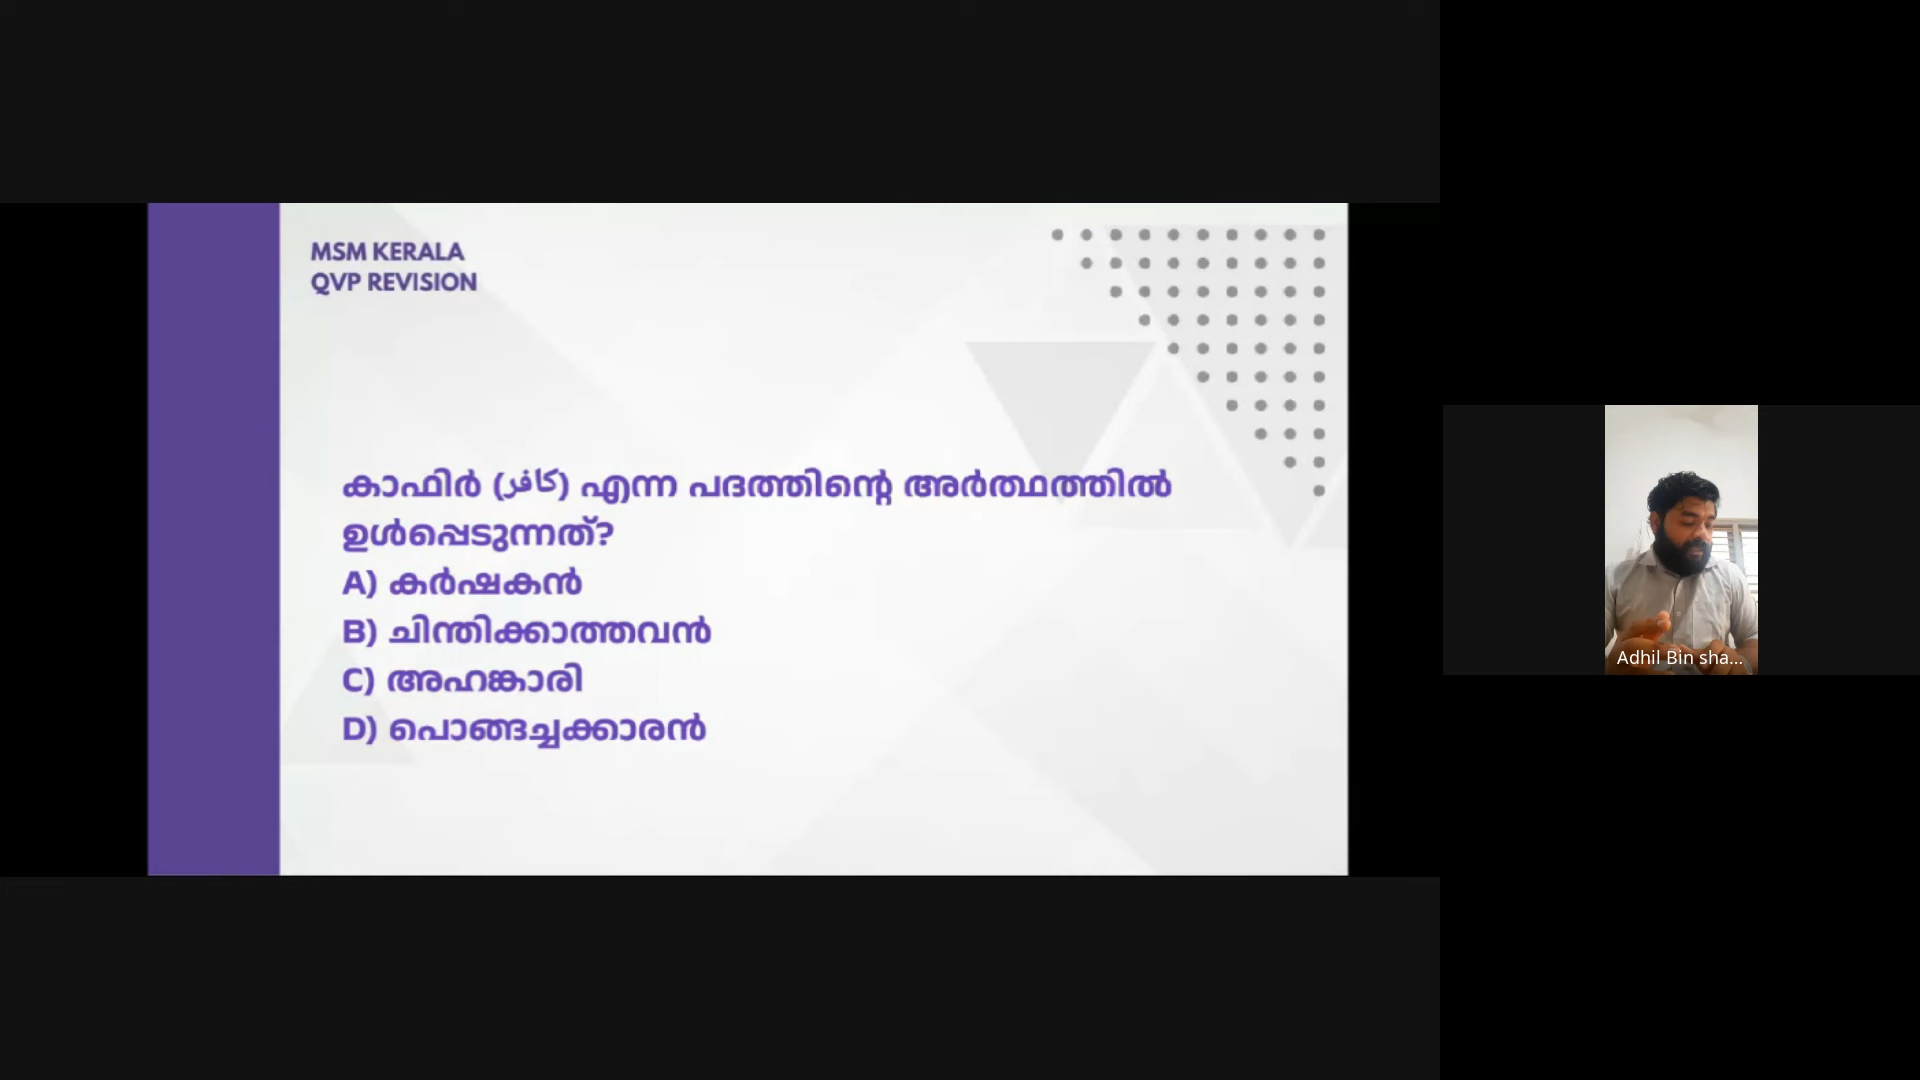 MSM KERALA
QVP REVISION
കാഫിർ (كافر) എന്ന പദത്തിന്റെ അർത്ഥത്തിൽ
ഉൾപ്പെടുന്നത്?
A) കർഷകൻ
B) ചിന്തിക്കാത്തവൻ
C) അഹങ്കാരി
D) പൊങ്ങച്ചക്കാരൻ
Adhil Bin sha...